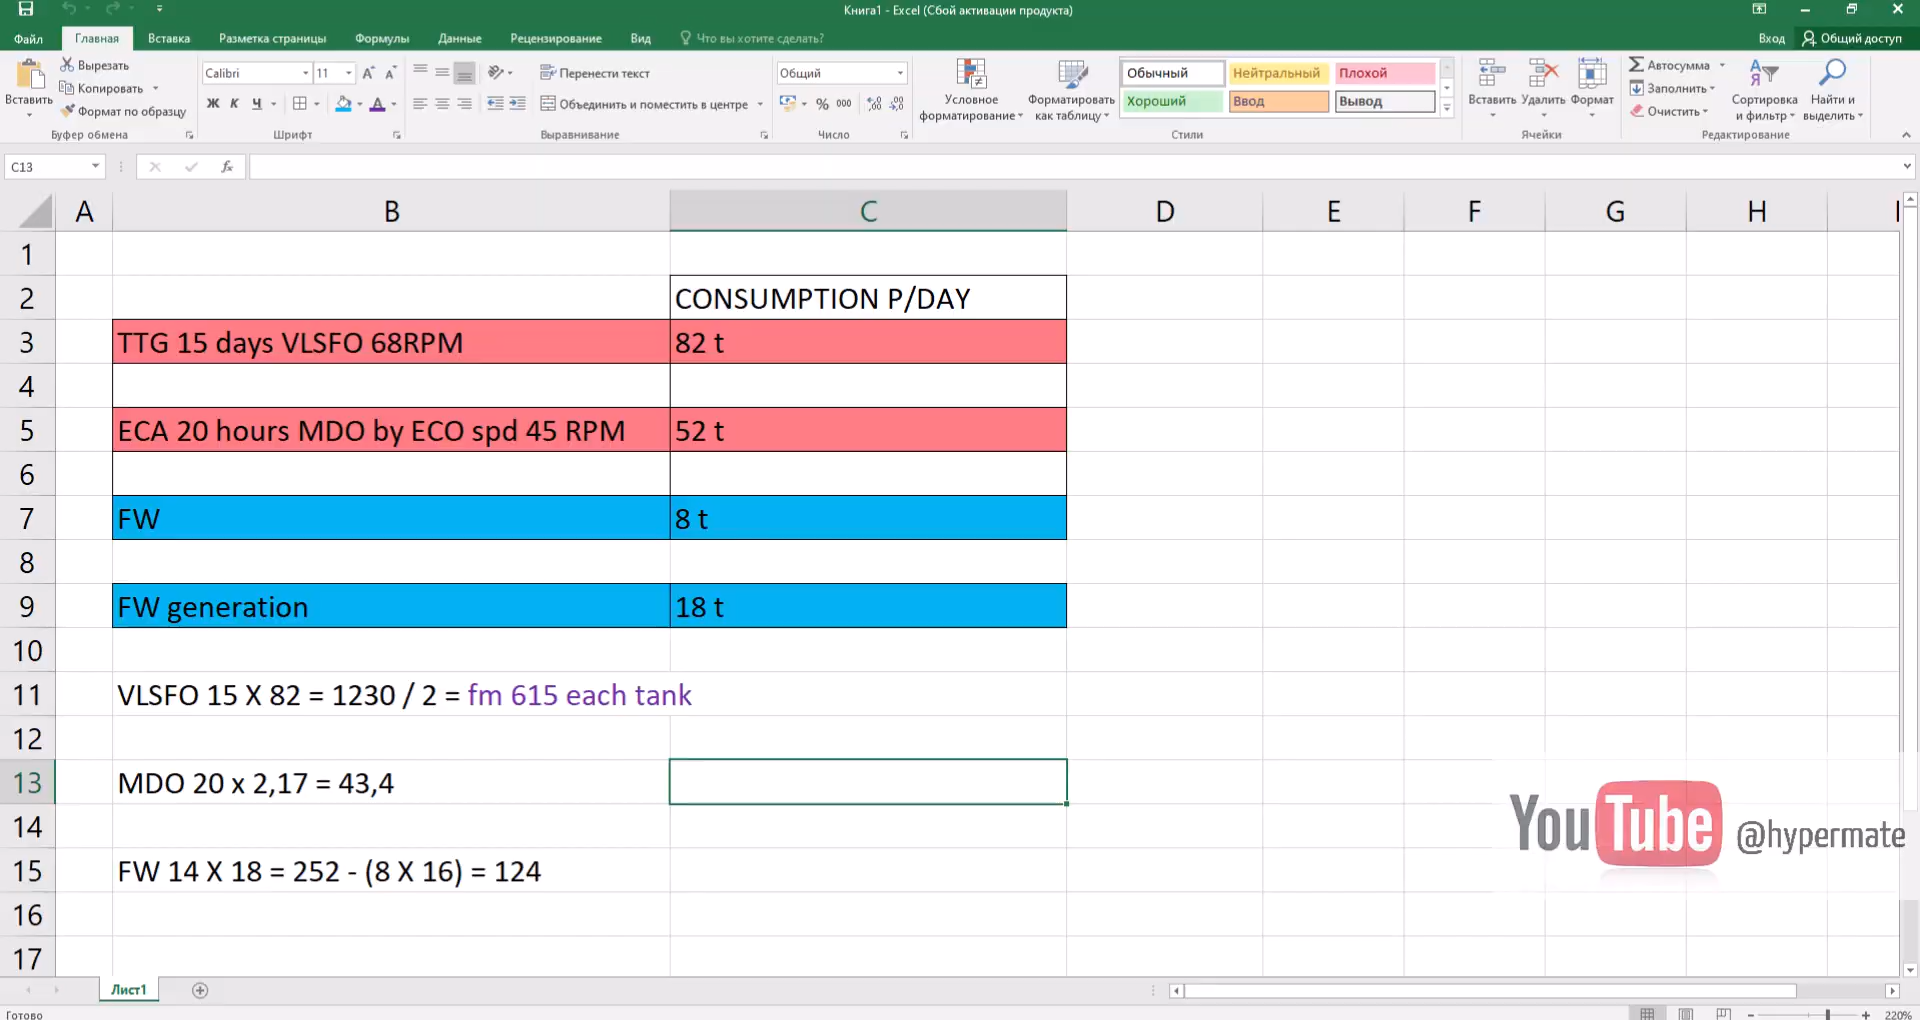 Книга1 - Excel (Сбой активации продукта)
Файл Главная Вставка Разметка страницы Формулы Данные Рецензирование Вид Что вы хотите сделать? Вход Общий доступ
Вставить
Вырезать
Копировать
Формат по образцу
Буфер обмена
Calibri 11
Ж К Ч
Шрифт
Перенести текст
Объединить и поместить в центре
Выравнивание
Общий
% 000
Число
Условное форматирование
Форматировать как таблицу
Обычный Нейтральный Плохой
Хороший Ввод Вывод
Стили
Вставить Удалить Формат
Ячейки
Автосумма
Заполнить
Очистить
Сортировка и фильтр
Найти и выделить
Редактирование
C13 fx
A B C D E F G H I
1
2 CONSUMPTION P/DAY
3 TTG 15 days VLSFO 68RPM 82 t
4
5 ECA 20 hours MDO by ECO spd 45 RPM 52 t
6
7 FW 8 t
8
9 FW generation 18 t
10
11 VLSFO 15 X 82 = 1230 / 2 = fm 615 each tank
12
13 MDO 20 x 2,17 = 43,4
14
15 FW 14 X 18 = 252 - (8 X 16) = 124
16
17
YouTube @hypermate
Лист1
Готово 220%